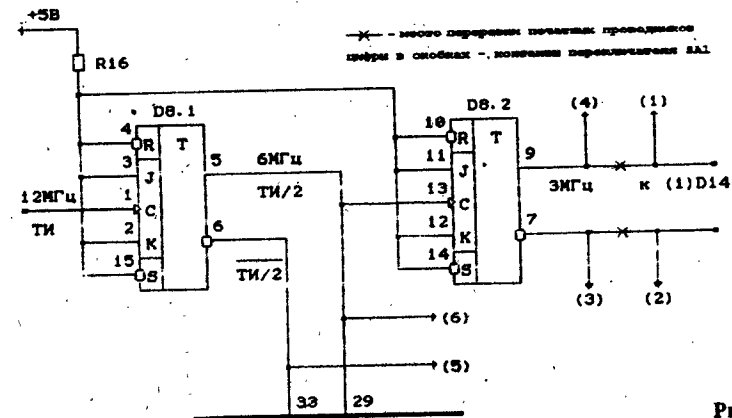 +5В
—×— - место перерезки печатных проводников
цифры в скобках -, контакты переключателя SA1
R16
D8.1
4
R
T
3
J
5
6МГц
12МГц
1
C
ТИ/2
ТИ
2
K
6
15
S
ТИ/2
D8.2
10
R
T
11
J
9
13
C
12
K
7
14
S
(4)
(1)
3МГц
к (1)D14
(3)
(2)
(6)
(5)
33
29